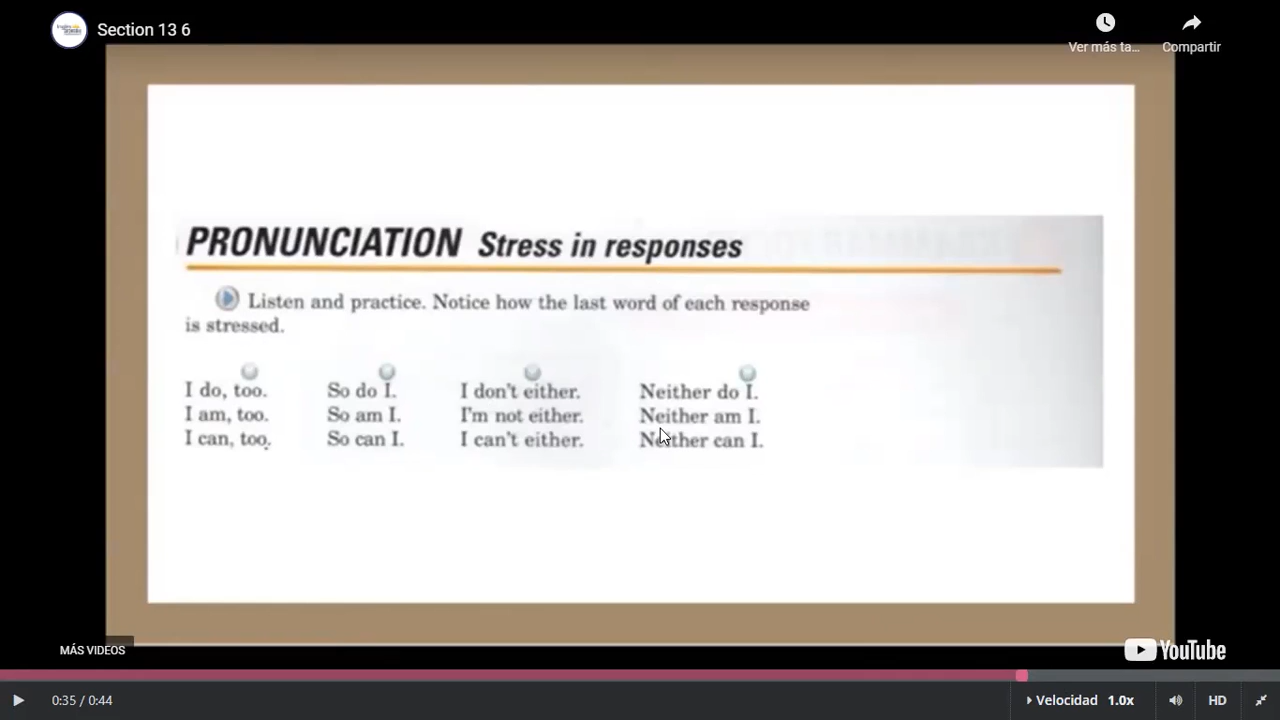 Section 13 6
Ver más ta...
Compartir
PRONUNCIATION Stress in responses
Listen and practice. Notice how the last word of each response
is stressed.
I do, too. So do I. I don't either. Neither do I.
I am, too. So am I. I'm not either. Neither am I.
I can, too. So can I. I can't either. Neither can I.
MÁS VIDEOS
YouTube
0:35 / 0:44
Velocidad 1.0x
HD